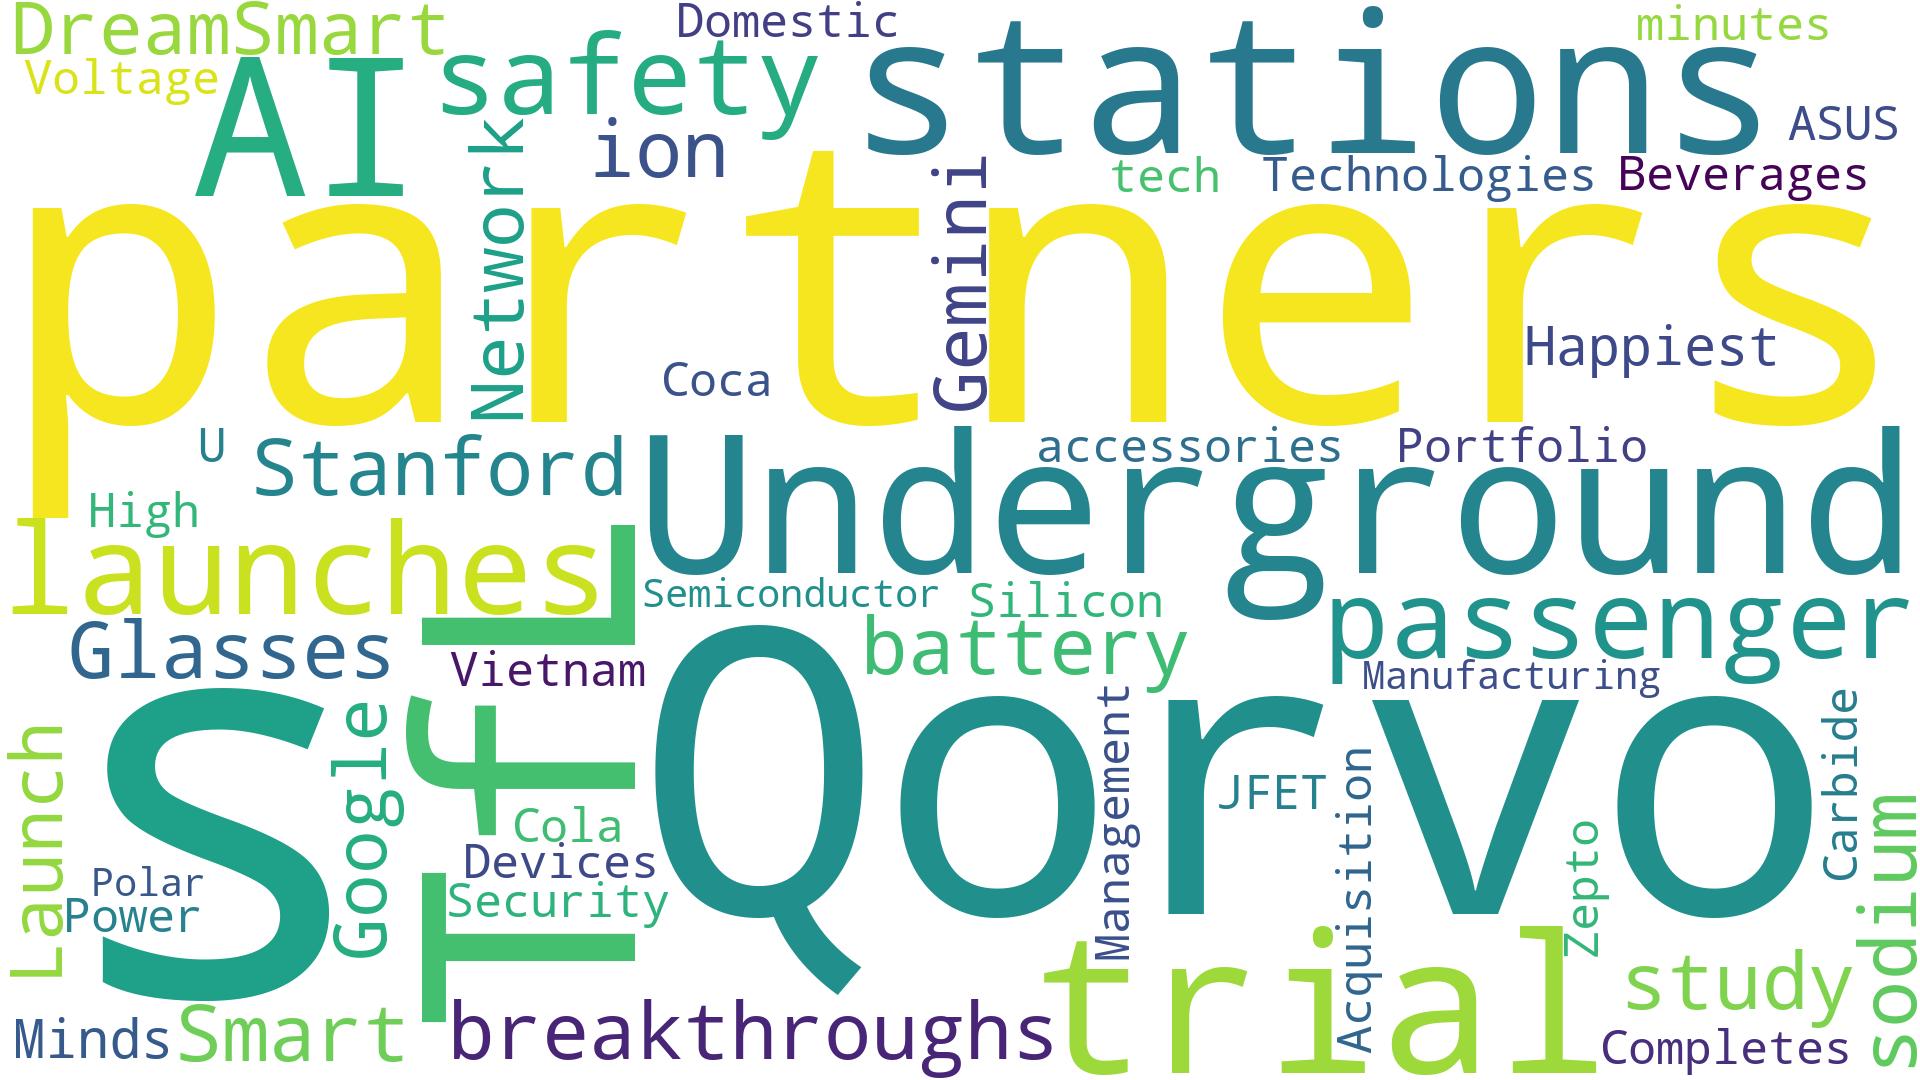 DreamSmart
Domestic
minutes
Voltage
AI
safety
stations
ASUS
Network
ion
Gemini
tech
Technologies
Beverages
partners
Happiest
Coca
U
Stanford
Underground
accessories
Portfolio
High
launches
TfL
Semiconductor
Silicon
passenger
Glasses
Vietnam
battery
Manufacturing
S
Google
Qorvo
Management
JFET
Acquisition
Carbide
Launch
Cola
Devices
Security
Polar
Power
Zepto
sodium
trial
study
Minds
Smart
breakthroughs
Completes